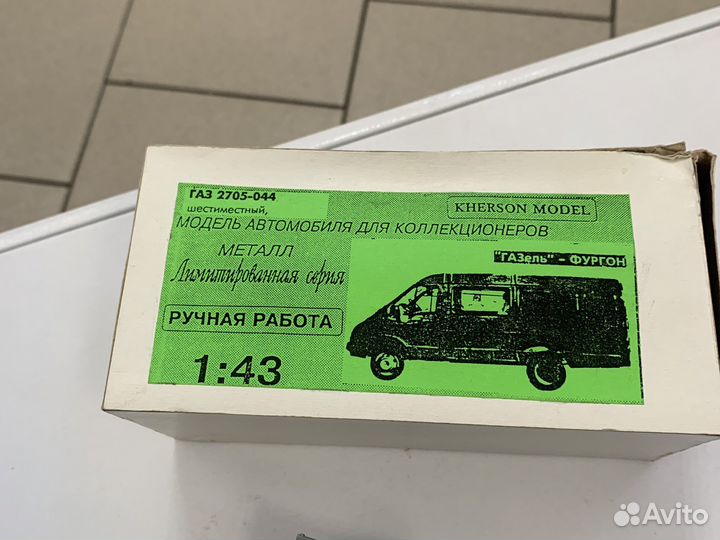 ГАЗ 2705-044
шестиместный,
KHERSON MODEL
МОДЕЛЬ АВТОМОБИЛЯ ДЛЯ КОЛЛЕКЦИОНЕРОВ
МЕТАЛЛ
Лимитированная серия
"ГАЗель" - ФУРГОН
РУЧНАЯ РАБОТА
1:43
Avito